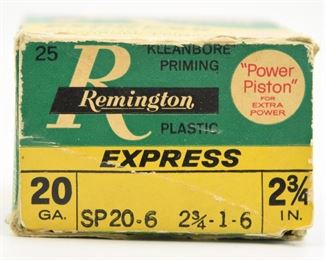 25
"KLEANBORE"
PRIMING
R
Remington
PLASTIC
"Power
Piston"
FOR
EXTRA
POWER
EXPRESS
20
GA.
SP20-6 2¾-1-6
2¾
IN.